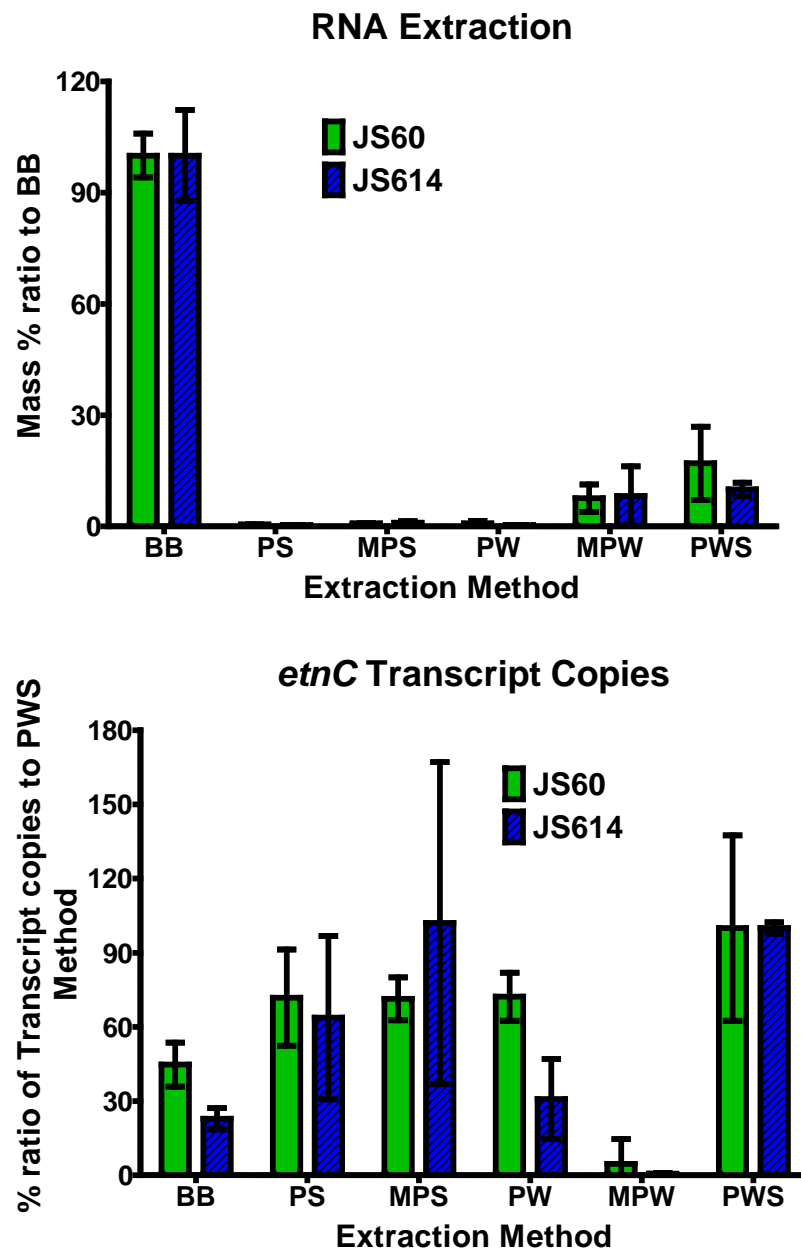 RNA Extraction
Mass % ratio to BB
120
90
60
30
0
JS60
JS614
BB PS MPS PW MPW PWS
Extraction Method
etnC Transcript Copies
% ratio of Transcript copies to PWS
Method
180
150
120
90
60
30
0
JS60
JS614
BB PS MPS PW MPW PWS
Extraction Method